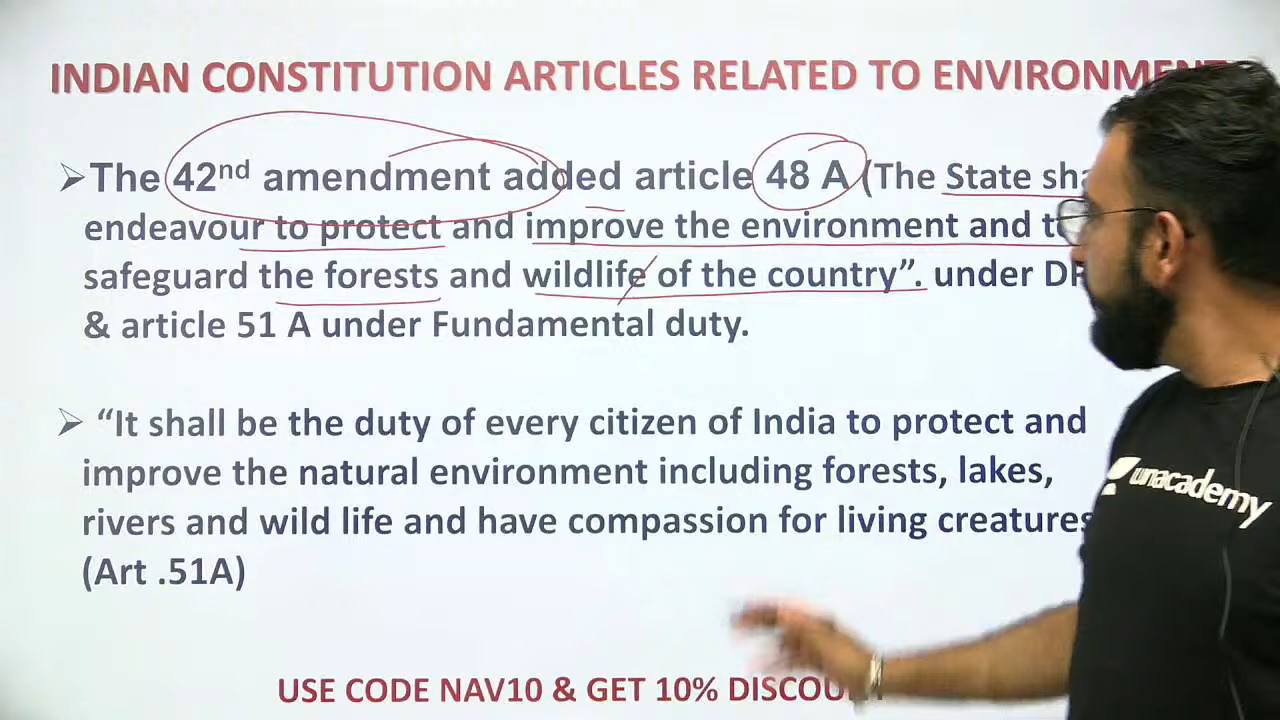 INDIAN CONSTITUTION ARTICLES RELATED TO ENVIRONMENT
➢The 42nd amendment added article 48 A (The State sha
endeavour to protect and improve the environment and t
safeguard the forests and wildlife of the country”. under D
& article 51 A under Fundamental duty.
➢ “It shall be the duty of every citizen of India to protect and
improve the natural environment including forests, lakes,
rivers and wild life and have compassion for living creatures
(Art .51A)
unacademy
USE CODE NAV10 & GET 10% DISCOUNT